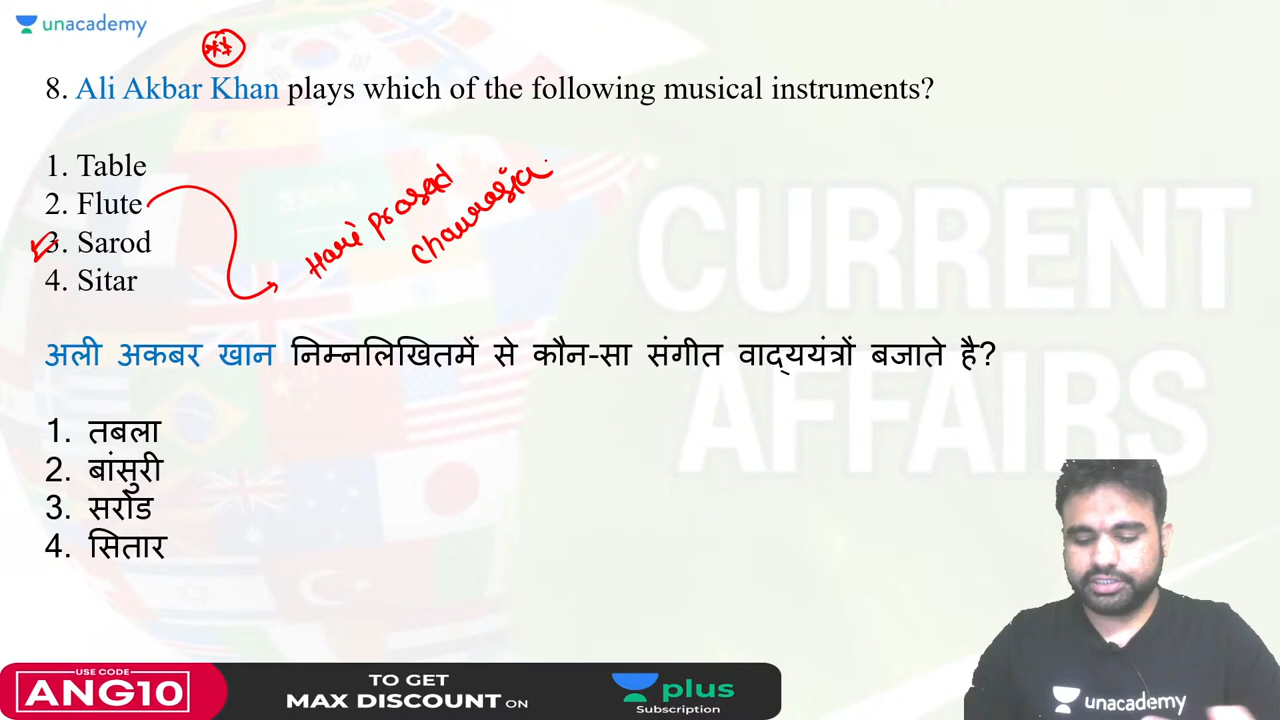 unacademy
8. Ali Akbar Khan plays which of the following musical instruments?
1. Table
2. Flute
3. Sarod
4. Sitar
Hari prasad
Chaurasia
अली अकबर खान निम्नलिखितमें से कौन-सा संगीत वाद्ययंत्रों बजाते है?
1. तबला
2. बांसुरी
3. सरोड
4. सितार
CURRENT
AFFAIRS
USE CODE
ANG10
TO GET
MAX DISCOUNT ON
plus
Subscription
unacademy